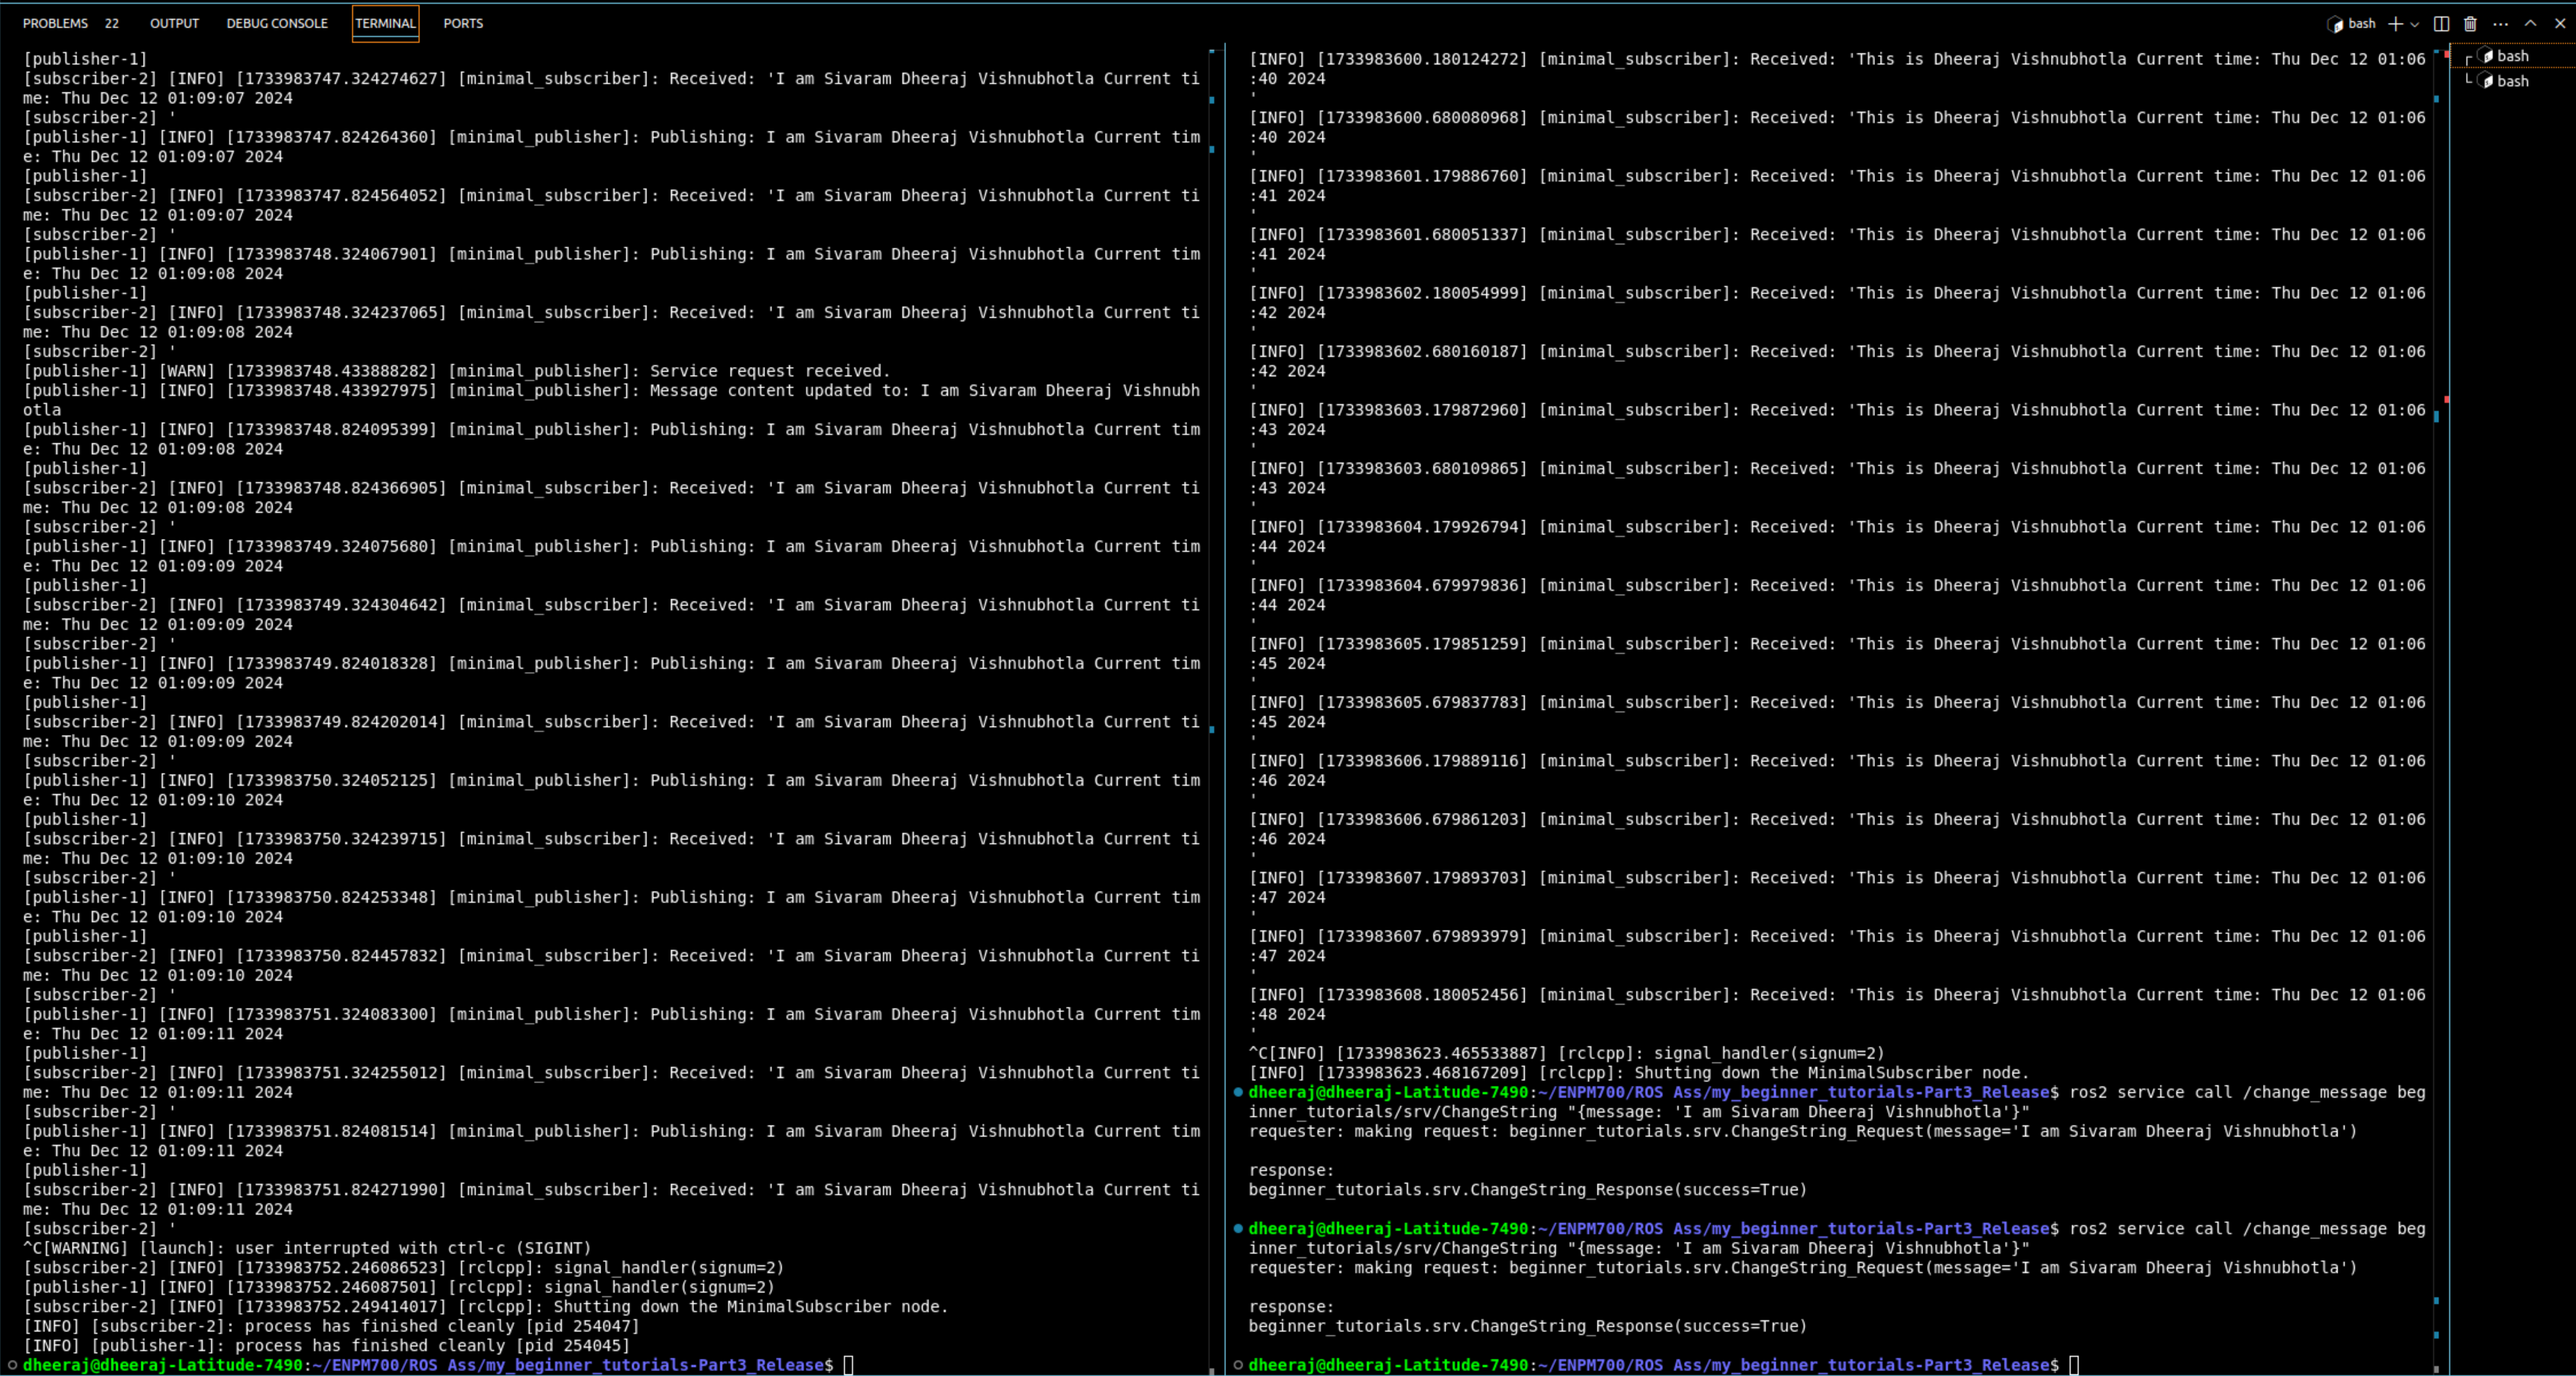 PROBLEMS 22 OUTPUT DEBUG CONSOLE TERMINAL PORTS
bash
[publisher-1]
[subscriber-2] [INFO] [1733983747.324274627] [minimal_subscriber]: Received: 'I am Sivaram Dheeraj Vishnubhotla Current ti
me: Thu Dec 12 01:09:07 2024
[subscriber-2] '
[publisher-1] [INFO] [1733983747.824264360] [minimal_publisher]: Publishing: I am Sivaram Dheeraj Vishnubhotla Current tim
e: Thu Dec 12 01:09:07 2024
[publisher-1]
[subscriber-2] [INFO] [1733983747.824564052] [minimal_subscriber]: Received: 'I am Sivaram Dheeraj Vishnubhotla Current ti
me: Thu Dec 12 01:09:07 2024
[subscriber-2] '
[publisher-1] [INFO] [1733983748.324067901] [minimal_publisher]: Publishing: I am Sivaram Dheeraj Vishnubhotla Current tim
e: Thu Dec 12 01:09:08 2024
[publisher-1]
[subscriber-2] [INFO] [1733983748.324237065] [minimal_subscriber]: Received: 'I am Sivaram Dheeraj Vishnubhotla Current ti
me: Thu Dec 12 01:09:08 2024
[subscriber-2] '
[publisher-1] [WARN] [1733983748.433888282] [minimal_publisher]: Service request received.
[publisher-1] [INFO] [1733983748.433927975] [minimal_publisher]: Message content updated to: I am Sivaram Dheeraj Vishnubh
otla
[publisher-1] [INFO] [1733983748.824095399] [minimal_publisher]: Publishing: I am Sivaram Dheeraj Vishnubhotla Current tim
e: Thu Dec 12 01:09:08 2024
[publisher-1]
[subscriber-2] [INFO] [1733983748.824366905] [minimal_subscriber]: Received: 'I am Sivaram Dheeraj Vishnubhotla Current ti
me: Thu Dec 12 01:09:08 2024
[subscriber-2] '
[publisher-1] [INFO] [1733983749.324075680] [minimal_publisher]: Publishing: I am Sivaram Dheeraj Vishnubhotla Current tim
e: Thu Dec 12 01:09:09 2024
[publisher-1]
[subscriber-2] [INFO] [1733983749.324304642] [minimal_subscriber]: Received: 'I am Sivaram Dheeraj Vishnubhotla Current ti
me: Thu Dec 12 01:09:09 2024
[subscriber-2] '
[publisher-1] [INFO] [1733983749.824018328] [minimal_publisher]: Publishing: I am Sivaram Dheeraj Vishnubhotla Current tim
e: Thu Dec 12 01:09:09 2024
[publisher-1]
[subscriber-2] [INFO] [1733983749.824202014] [minimal_subscriber]: Received: 'I am Sivaram Dheeraj Vishnubhotla Current ti
me: Thu Dec 12 01:09:09 2024
[subscriber-2] '
[publisher-1] [INFO] [1733983750.324052125] [minimal_publisher]: Publishing: I am Sivaram Dheeraj Vishnubhotla Current tim
e: Thu Dec 12 01:09:10 2024
[publisher-1]
[subscriber-2] [INFO] [1733983750.324239715] [minimal_subscriber]: Received: 'I am Sivaram Dheeraj Vishnubhotla Current ti
me: Thu Dec 12 01:09:10 2024
[subscriber-2] '
[publisher-1] [INFO] [1733983750.824253348] [minimal_publisher]: Publishing: I am Sivaram Dheeraj Vishnubhotla Current tim
e: Thu Dec 12 01:09:10 2024
[publisher-1]
[subscriber-2] [INFO] [1733983750.824457832] [minimal_subscriber]: Received: 'I am Sivaram Dheeraj Vishnubhotla Current ti
me: Thu Dec 12 01:09:10 2024
[subscriber-2] '
[publisher-1] [INFO] [1733983751.324083300] [minimal_publisher]: Publishing: I am Sivaram Dheeraj Vishnubhotla Current tim
e: Thu Dec 12 01:09:11 2024
[publisher-1]
[subscriber-2] [INFO] [1733983751.324255012] [minimal_subscriber]: Received: 'I am Sivaram Dheeraj Vishnubhotla Current ti
me: Thu Dec 12 01:09:11 2024
[subscriber-2] '
[publisher-1] [INFO] [1733983751.824081514] [minimal_publisher]: Publishing: I am Sivaram Dheeraj Vishnubhotla Current tim
e: Thu Dec 12 01:09:11 2024
[publisher-1]
[subscriber-2] [INFO] [1733983751.824271990] [minimal_subscriber]: Received: 'I am Sivaram Dheeraj Vishnubhotla Current ti
me: Thu Dec 12 01:09:11 2024
[subscriber-2] '
^C[WARNING] [launch]: user interrupted with ctrl-c (SIGINT)
[subscriber-2] [INFO] [1733983752.246086523] [rclcpp]: signal_handler(signum=2)
[publisher-1] [INFO] [1733983752.246087501] [rclcpp]: signal_handler(signum=2)
[subscriber-2] [INFO] [1733983752.249414017] [rclcpp]: Shutting down the MinimalSubscriber node.
[INFO] [subscriber-2]: process has finished cleanly [pid 254047]
[INFO] [publisher-1]: process has finished cleanly [pid 254045]
dheeraj@dheeraj-Latitude-7490:~/ENPM700/ROS Ass/my_beginner_tutorials-Part3_Release$
[INFO] [1733983600.180124272] [minimal_subscriber]: Received: 'This is Dheeraj Vishnubhotla Current time: Thu Dec 12 01:06
:40 2024
'
[INFO] [1733983600.680080968] [minimal_subscriber]: Received: 'This is Dheeraj Vishnubhotla Current time: Thu Dec 12 01:06
:40 2024
'
[INFO] [1733983601.179886760] [minimal_subscriber]: Received: 'This is Dheeraj Vishnubhotla Current time: Thu Dec 12 01:06
:41 2024
'
[INFO] [1733983601.680051337] [minimal_subscriber]: Received: 'This is Dheeraj Vishnubhotla Current time: Thu Dec 12 01:06
:41 2024
'
[INFO] [1733983602.180054999] [minimal_subscriber]: Received: 'This is Dheeraj Vishnubhotla Current time: Thu Dec 12 01:06
:42 2024
'
[INFO] [1733983602.680160187] [minimal_subscriber]: Received: 'This is Dheeraj Vishnubhotla Current time: Thu Dec 12 01:06
:42 2024
'
[INFO] [1733983603.179872960] [minimal_subscriber]: Received: 'This is Dheeraj Vishnubhotla Current time: Thu Dec 12 01:06
:43 2024
'
[INFO] [1733983603.680109865] [minimal_subscriber]: Received: 'This is Dheeraj Vishnubhotla Current time: Thu Dec 12 01:06
:43 2024
'
[INFO] [1733983604.179926794] [minimal_subscriber]: Received: 'This is Dheeraj Vishnubhotla Current time: Thu Dec 12 01:06
:44 2024
'
[INFO] [1733983604.679979836] [minimal_subscriber]: Received: 'This is Dheeraj Vishnubhotla Current time: Thu Dec 12 01:06
:44 2024
'
[INFO] [1733983605.179851259] [minimal_subscriber]: Received: 'This is Dheeraj Vishnubhotla Current time: Thu Dec 12 01:06
:45 2024
'
[INFO] [1733983605.679837783] [minimal_subscriber]: Received: 'This is Dheeraj Vishnubhotla Current time: Thu Dec 12 01:06
:45 2024
'
[INFO] [1733983606.179889116] [minimal_subscriber]: Received: 'This is Dheeraj Vishnubhotla Current time: Thu Dec 12 01:06
:46 2024
'
[INFO] [1733983606.679861203] [minimal_subscriber]: Received: 'This is Dheeraj Vishnubhotla Current time: Thu Dec 12 01:06
:46 2024
'
[INFO] [1733983607.179893703] [minimal_subscriber]: Received: 'This is Dheeraj Vishnubhotla Current time: Thu Dec 12 01:06
:47 2024
'
[INFO] [1733983607.679893979] [minimal_subscriber]: Received: 'This is Dheeraj Vishnubhotla Current time: Thu Dec 12 01:06
:47 2024
'
[INFO] [1733983608.180052456] [minimal_subscriber]: Received: 'This is Dheeraj Vishnubhotla Current time: Thu Dec 12 01:06
:48 2024
'
^C[INFO] [1733983623.465533887] [rclcpp]: signal_handler(signum=2)
[INFO] [1733983623.468167209] [rclcpp]: Shutting down the MinimalSubscriber node.
dheeraj@dheeraj-Latitude-7490:~/ENPM700/ROS Ass/my_beginner_tutorials-Part3_Release$ ros2 service call /change_message beg
inner_tutorials/srv/ChangeString "{message: 'I am Sivaram Dheeraj Vishnubhotla'}"
requester: making request: beginner_tutorials.srv.ChangeString_Request(message='I am Sivaram Dheeraj Vishnubhotla')
response:
beginner_tutorials.srv.ChangeString_Response(success=True)
dheeraj@dheeraj-Latitude-7490:~/ENPM700/ROS Ass/my_beginner_tutorials-Part3_Release$ ros2 service call /change_message beg
inner_tutorials/srv/ChangeString "{message: 'I am Sivaram Dheeraj Vishnubhotla'}"
requester: making request: beginner_tutorials.srv.ChangeString_Request(message='I am Sivaram Dheeraj Vishnubhotla')
response:
beginner_tutorials.srv.ChangeString_Response(success=True)
dheeraj@dheeraj-Latitude-7490:~/ENPM700/ROS Ass/my_beginner_tutorials-Part3_Release$
bash
bash